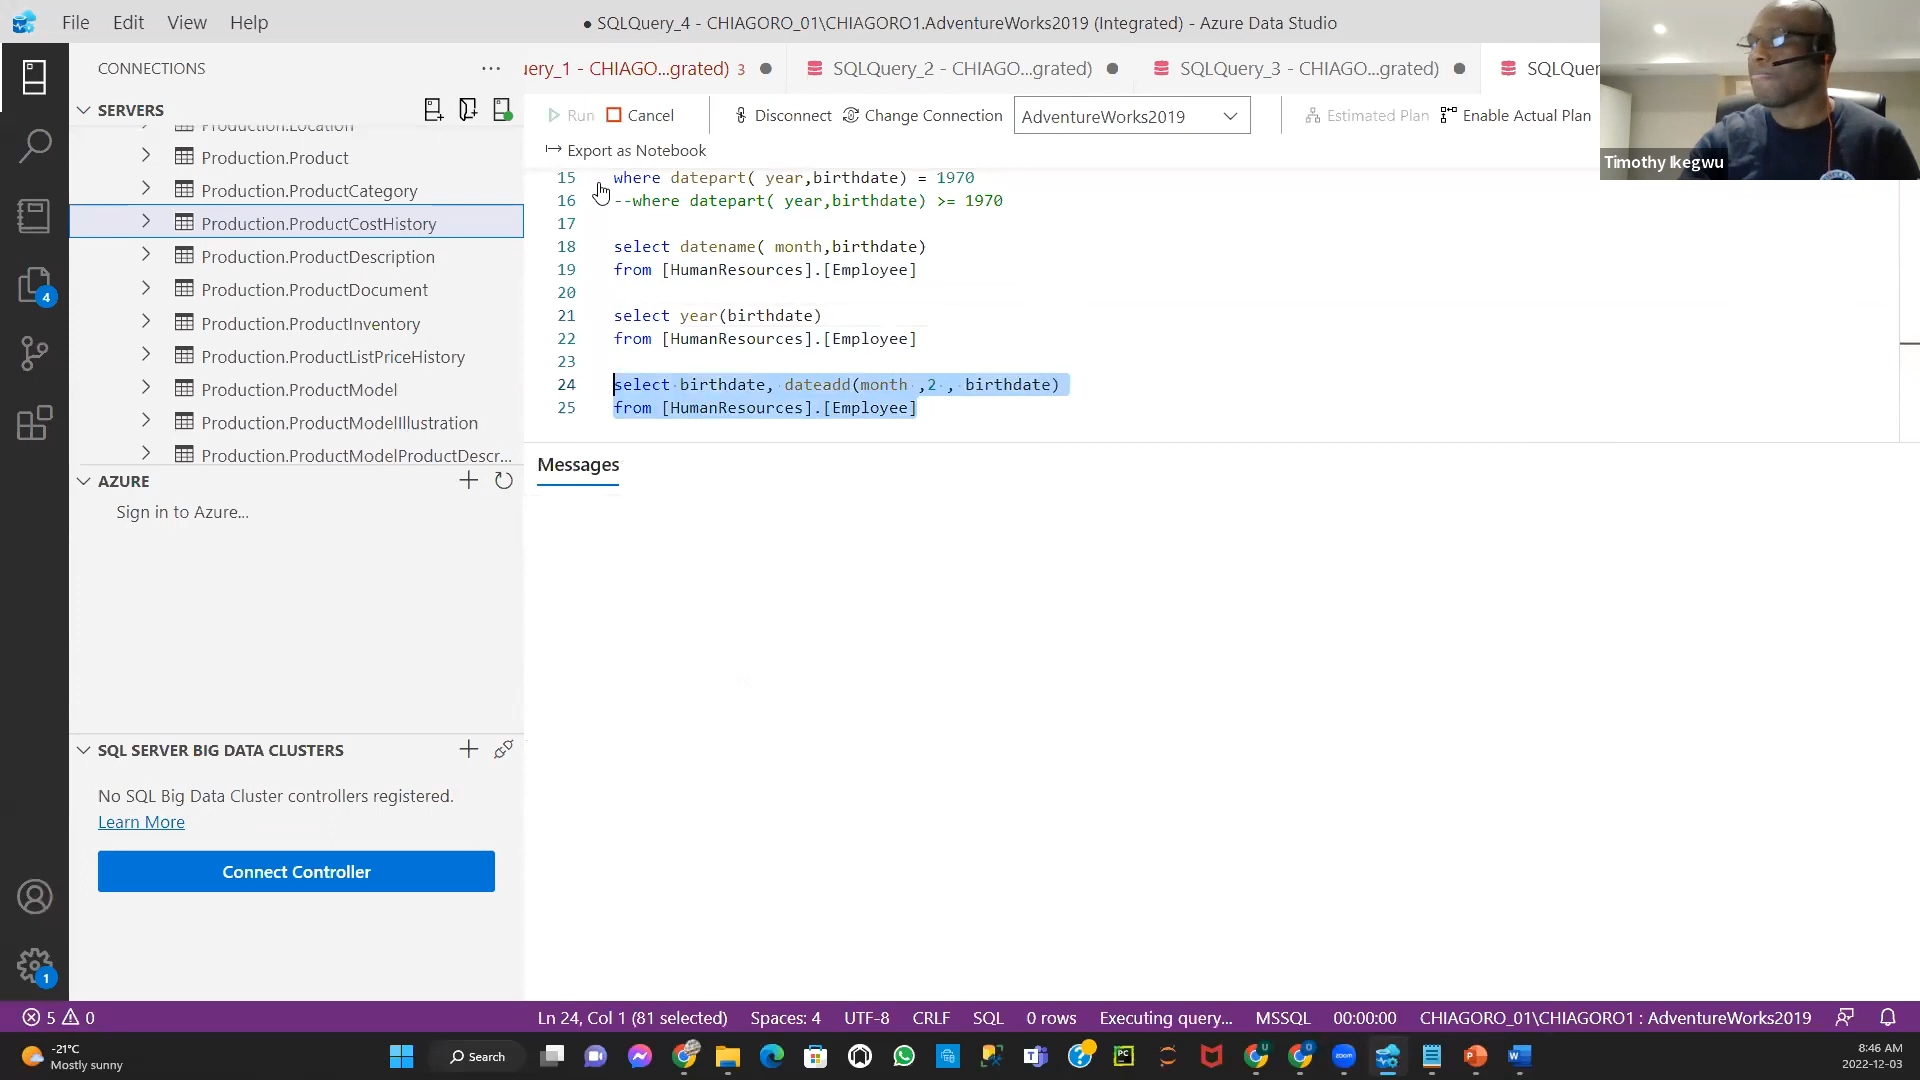 File Edit View Help
● SQLQuery_4 - CHIAGORO_01\CHIAGORO1.AdventureWorks2019 (Integrated) - Azure Data Studio
CONNECTIONS
SERVERS
Production.Location
Production.Product
Production.ProductCategory
Production.ProductCostHistory
Production.ProductDescription
Production.ProductDocument
Production.ProductInventory
Production.ProductListPriceHistory
Production.ProductModel
Production.ProductModelIllustration
Production.ProductModelProductDescr...
AZURE
Sign in to Azure...
SQL SERVER BIG DATA CLUSTERS
No SQL Big Data Cluster controllers registered.
Learn More
Connect Controller
4
1
uery_1 - CHIAGO...grated) 3 SQLQuery_2 - CHIAGO...grated) SQLQuery_3 - CHIAGO...grated) SQLQuer
Run Cancel Disconnect Change Connection AdventureWorks2019 Estimated Plan Enable Actual Plan
Export as Notebook
Timothy Ikegwu
15 where datepart( year,birthdate) = 1970
16 --where datepart( year,birthdate) >= 1970
17
18 select datename( month,birthdate)
19 from [HumanResources].[Employee]
20
21 select year(birthdate)
22 from [HumanResources].[Employee]
23
24 select birthdate, dateadd(month ,2 , birthdate)
25 from [HumanResources].[Employee]
Messages
5 0 Ln 24, Col 1 (81 selected) Spaces: 4 UTF-8 CRLF SQL 0 rows Executing query... MSSQL 00:00:00 CHIAGORO_01\CHIAGORO1 : AdventureWorks2019
-21°C
Mostly sunny
Search
8:46 AM
2022-12-03